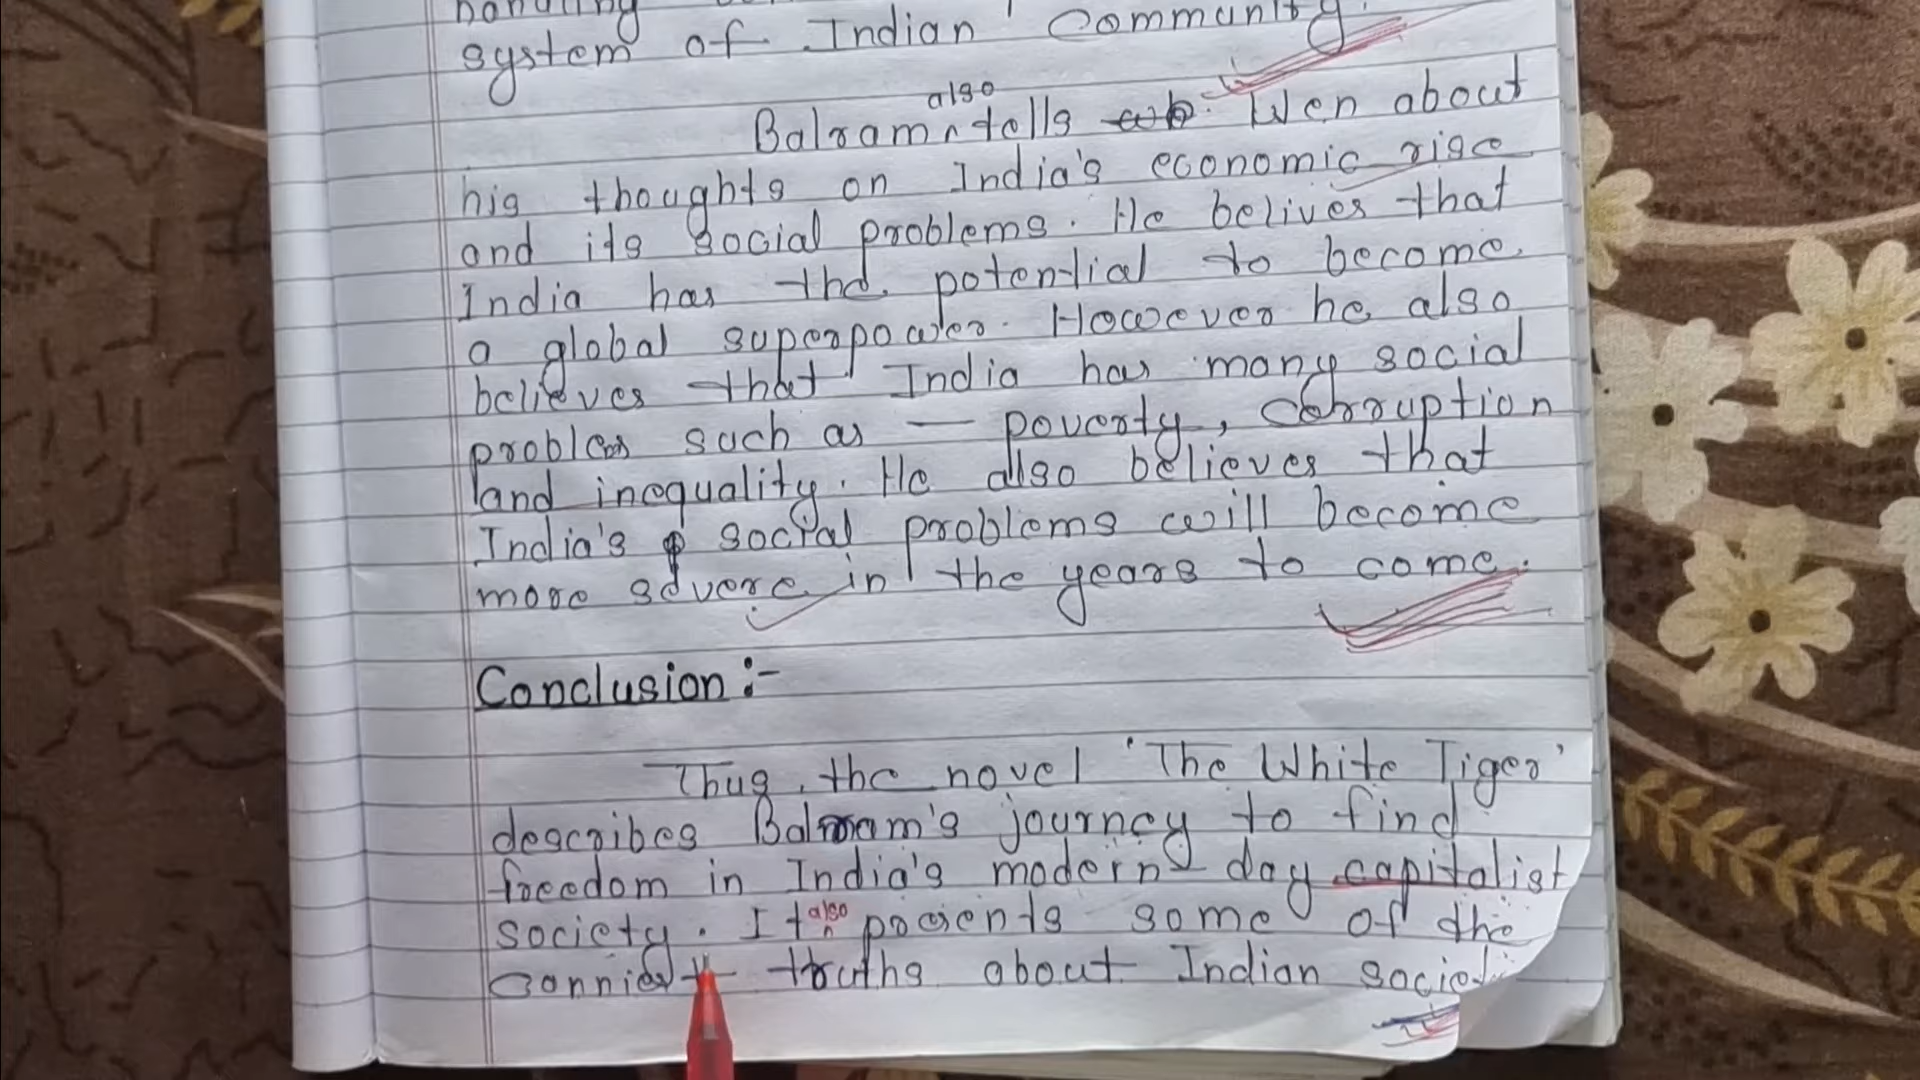 handling
system of Indian Community.
Balram also tells Wen about
his thoughts on India's economic rise
and its social problems. He belives that
India has the potential to become
a global superpower. However he also
believes that India has many social
problems such as — poverty, corruption
and inequality. He also believes that
India's social problems will become
more severe in the years to come.
Conclusion :-
Thus, the novel 'The White Tiger'
describes Balram's journey to find
freedom in India's modern day capitalist
society. It also presents some of the
truths about Indian society